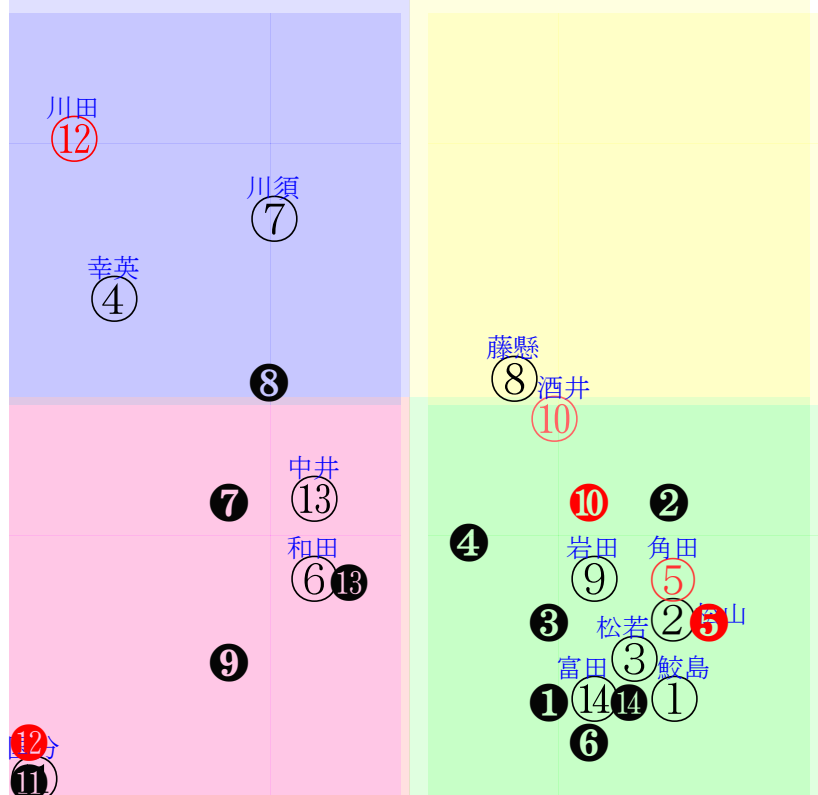 川田
⑫
川須
⑦
幸英
④
藤懸
⑧
酒井
⑩
❽
中井
⑬
❼
❿
❷
❹
和田
⑥
⓭
岩田
⑨
角田
⑤
❸
②
❺
山
松若
③
❾
富田
⑭
鮫島
①
❶
⓮
❻
⓬
分
⓫